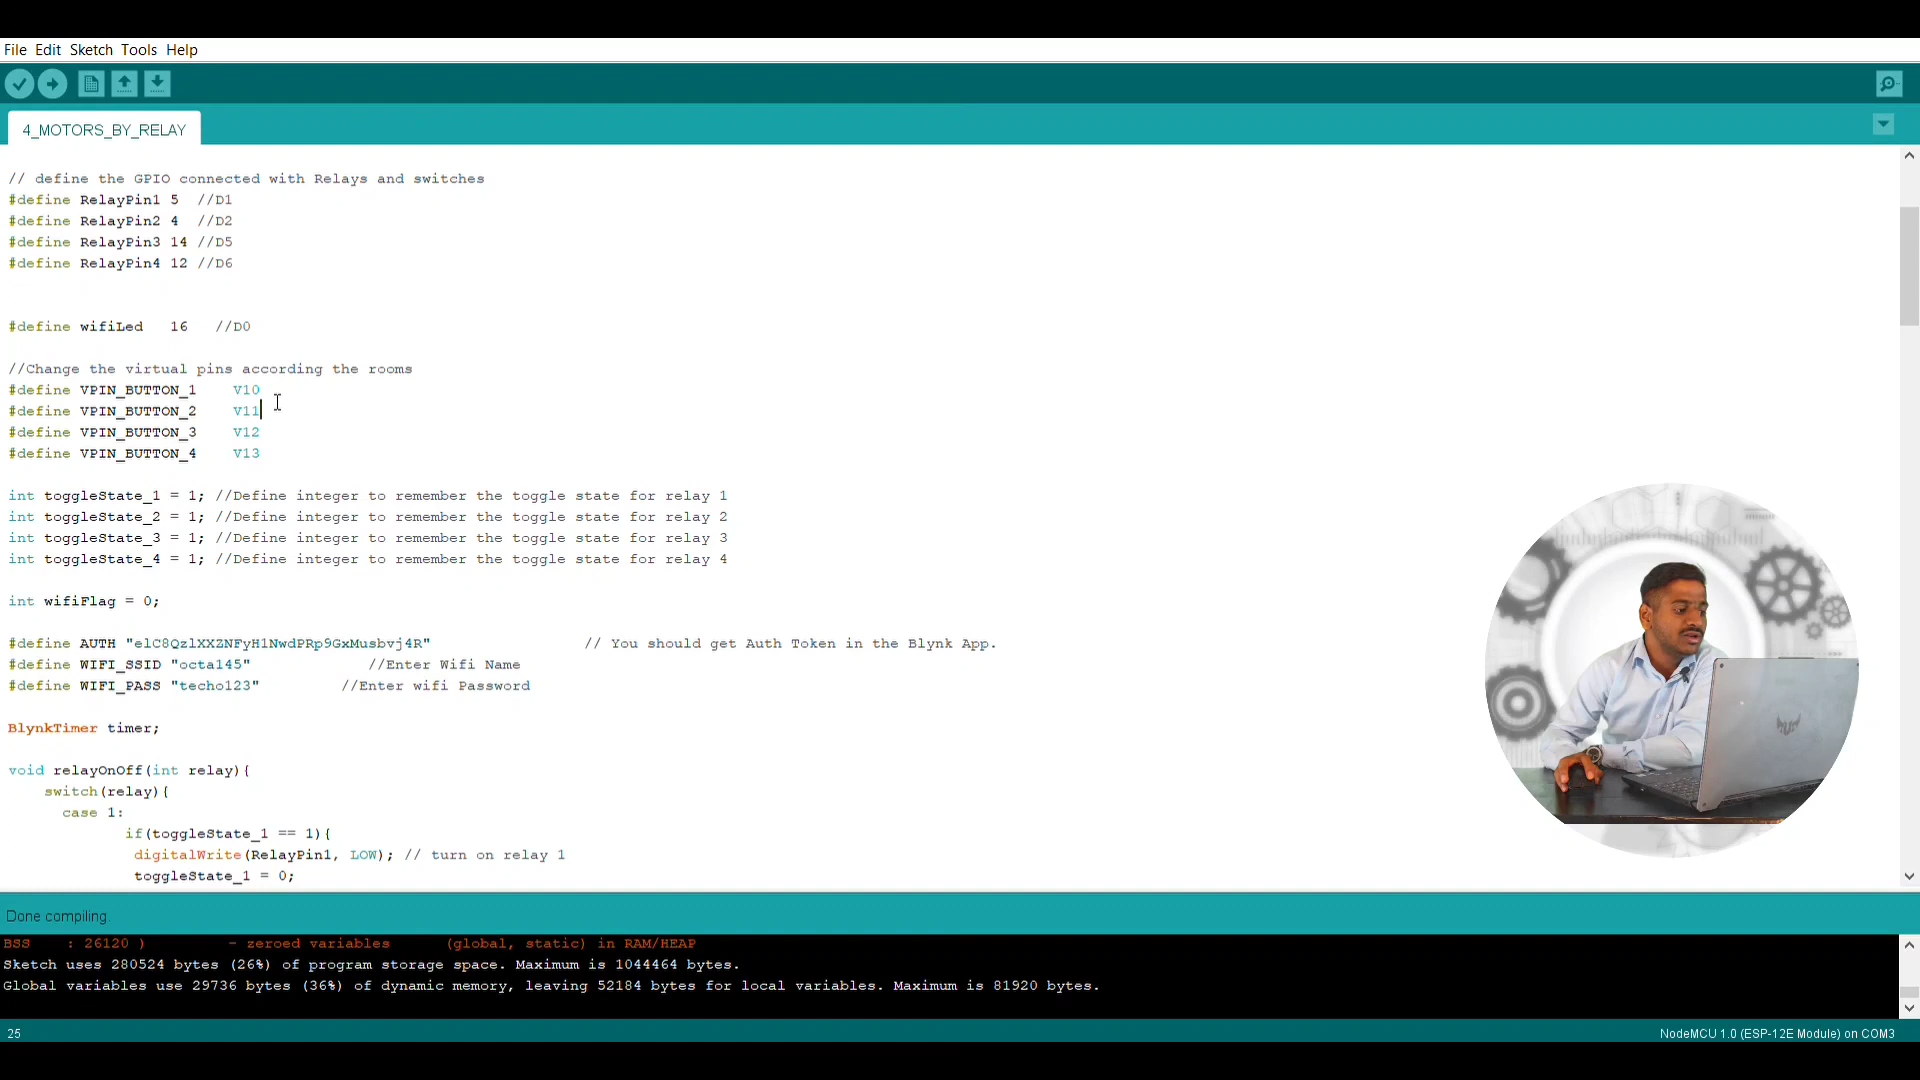 File Edit Sketch Tools Help
4_MOTORS_BY_RELAY
// define the GPIO connected with Relays and switches
#define RelayPin1 5 //D1
#define RelayPin2 4 //D2
#define RelayPin3 14 //D5
#define RelayPin4 12 //D6
#define wifiLed 16 //D0
//Change the virtual pins according the rooms
#define VPIN_BUTTON_1 V10
#define VPIN_BUTTON_2 V11
#define VPIN_BUTTON_3 V12
#define VPIN_BUTTON_4 V13
int toggleState_1 = 1; //Define integer to remember the toggle state for relay 1
int toggleState_2 = 1; //Define integer to remember the toggle state for relay 2
int toggleState_3 = 1; //Define integer to remember the toggle state for relay 3
int toggleState_4 = 1; //Define integer to remember the toggle state for relay 4
int wifiFlag = 0;
#define AUTH "elC8QzlXXZNFyH1NwdPRp9GxMusbvj4R" // You should get Auth Token in the Blynk App.
#define WIFI_SSID "octa145" //Enter Wifi Name
#define WIFI_PASS "techo123" //Enter wifi Password
BlynkTimer timer;
void relayOnOff(int relay){
switch(relay){
case 1:
if(toggleState_1 == 1){
digitalWrite(RelayPin1, LOW); // turn on relay 1
toggleState_1 = 0;
Done compiling.
BSS : 26120 ) - zeroed variables (global, static) in RAM/HEAP
Sketch uses 280524 bytes (26%) of program storage space. Maximum is 1044464 bytes.
Global variables use 29736 bytes (36%) of dynamic memory, leaving 52184 bytes for local variables. Maximum is 81920 bytes.
25
NodeMCU 1.0 (ESP-12E Module) on COM3